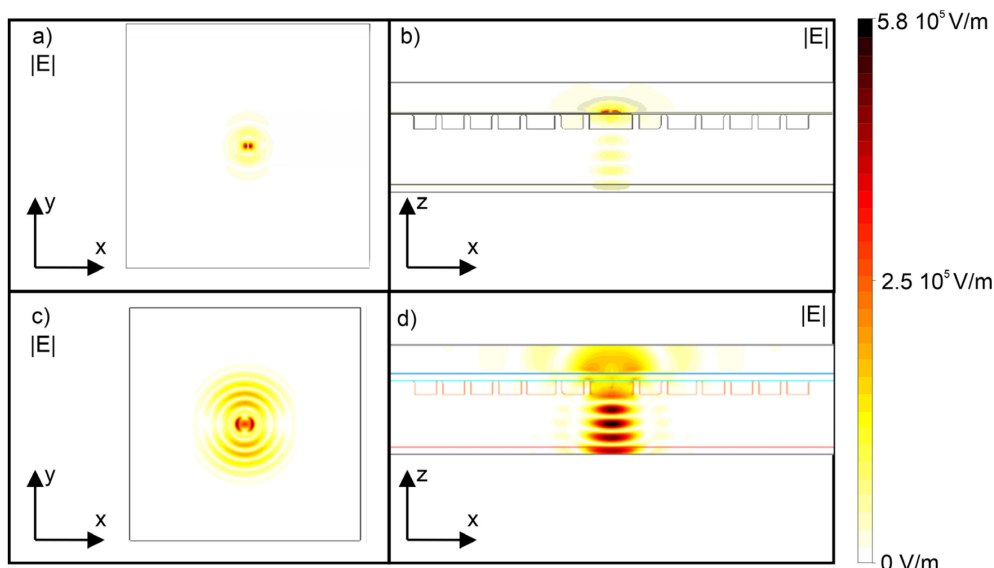 a)
|E|
y
x
b)
|E|
z
x
c)
|E|
y
x
d)
|E|
z
x
5.8 10⁵ V/m
2.5 10⁵ V/m
0 V/m